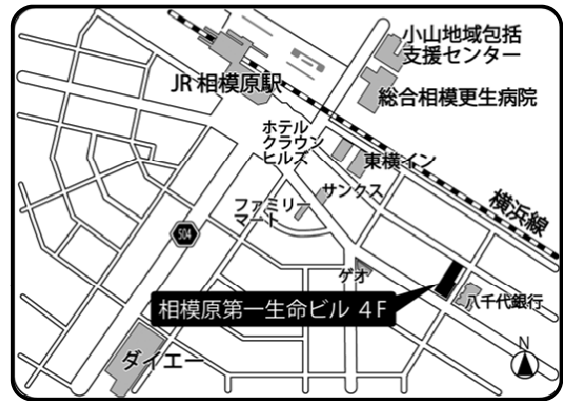 小山地域包括
支援センター
JR 相模原駅
総合相模更生病院
ホテル
クラウン
ヒルズ
東横イン
サンクス
横浜線
ファミリー
マート
504
ゲオ
相模原第一生命ビル 4F
八千代銀行
ダイエー
N